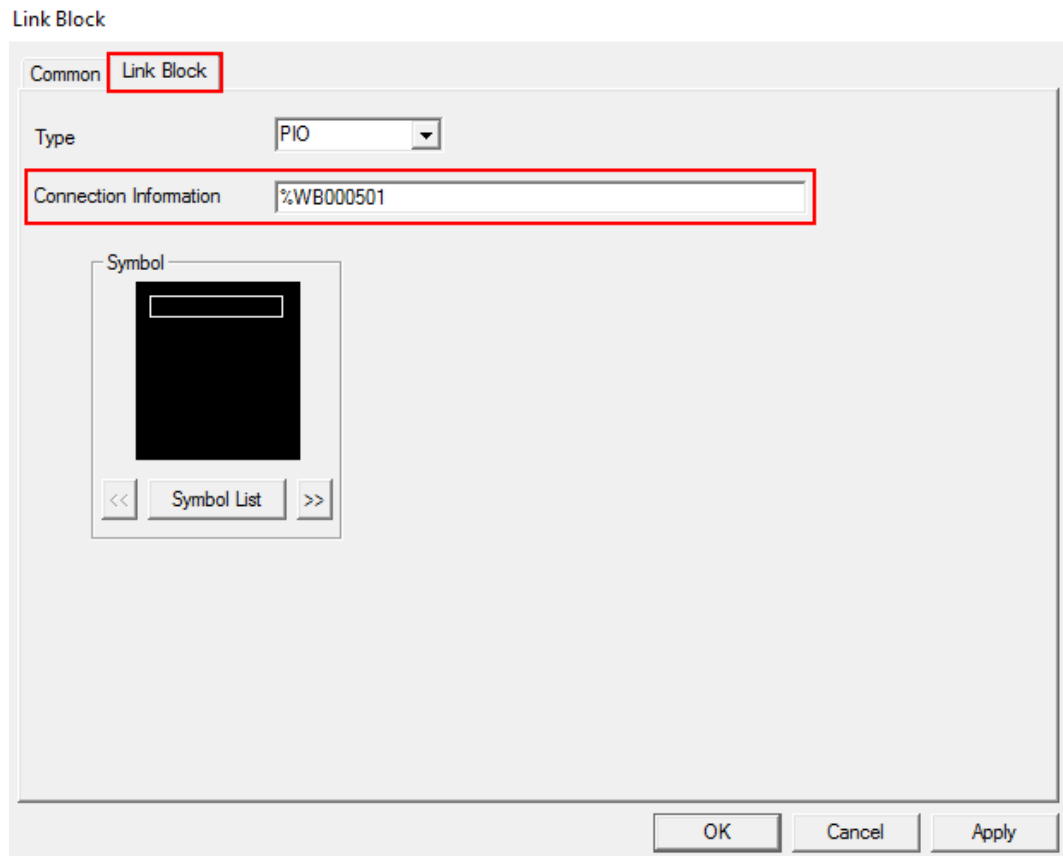 Link Block
Common Link Block
Type PIO
Connection Information %WB000501
Symbol
<< Symbol List >>
OK Cancel Apply